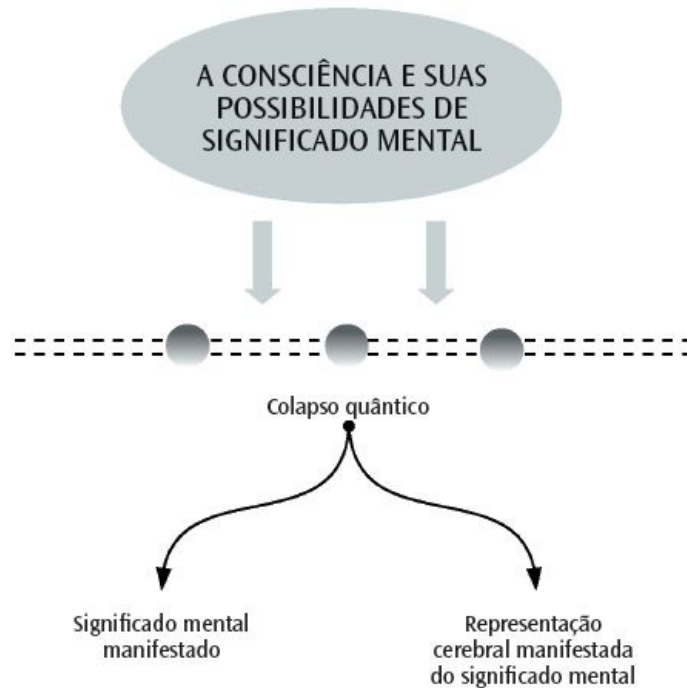 A CONSCIÊNCIA E SUAS
POSSIBILIDADES DE
SIGNIFICADO MENTAL
Colapso quântico
Significado mental
manifestado
Representação
cerebral manifestada
do significado mental